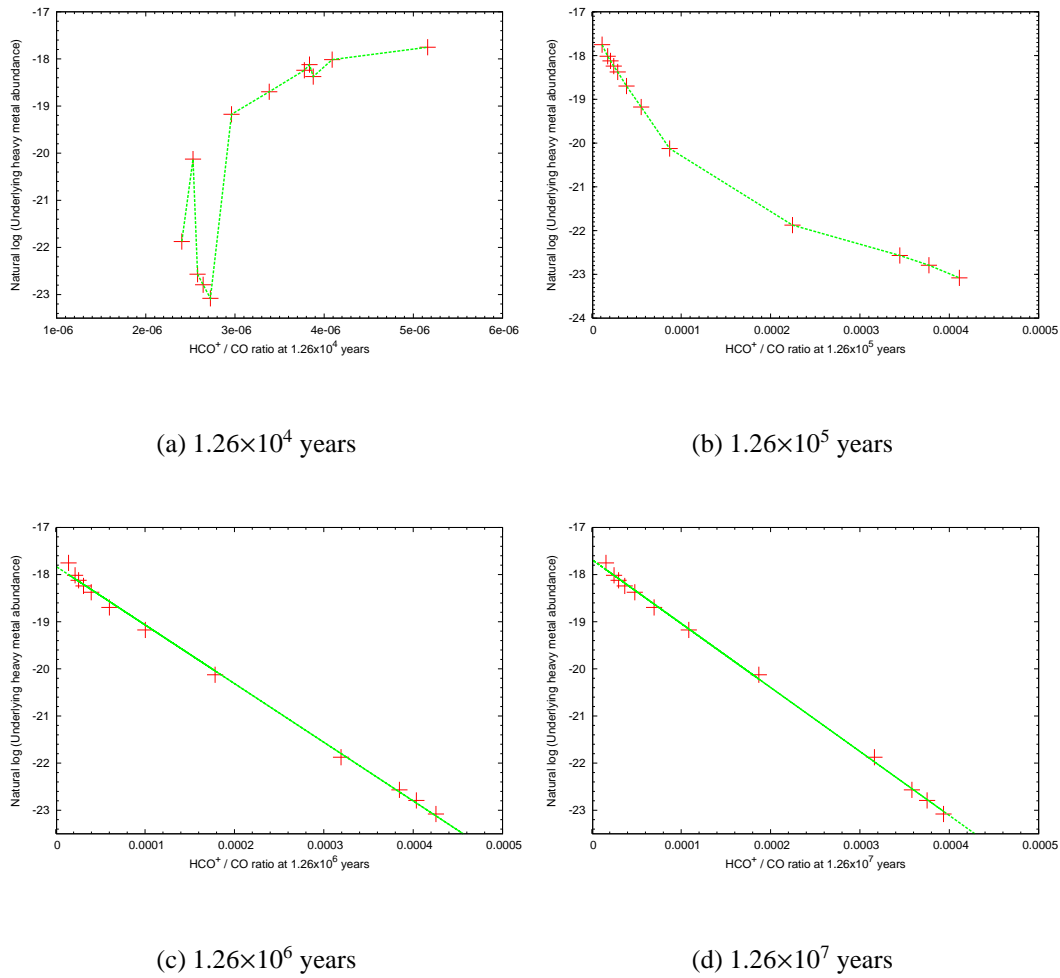 -17
-18
-19
-20
-21
-22
-23
1e-06 2e-06 3e-06 4e-06 5e-06 6e-06
Natural log (Underlying heavy metal abundance)
HCO⁺ / CO ratio at 1.26x10⁴ years
(a) 1.26×10⁴ years
-17
-18
-19
-20
-21
-22
-23
-24
0 0.0001 0.0002 0.0003 0.0004 0.0005
Natural log (Underlying heavy metal abundance)
HCO⁺ / CO ratio at 1.26x10⁵ years
(b) 1.26×10⁵ years
-17
-18
-19
-20
-21
-22
-23
0 0.0001 0.0002 0.0003 0.0004 0.0005
Natural log (Underlying heavy metal abundance)
HCO⁺ / CO ratio at 1.26x10⁶ years
(c) 1.26×10⁶ years
-17
-18
-19
-20
-21
-22
-23
0 0.0001 0.0002 0.0003 0.0004 0.0005
Natural log (Underlying heavy metal abundance)
HCO⁺ / CO ratio at 1.26x10⁷ years
(d) 1.26×10⁷ years